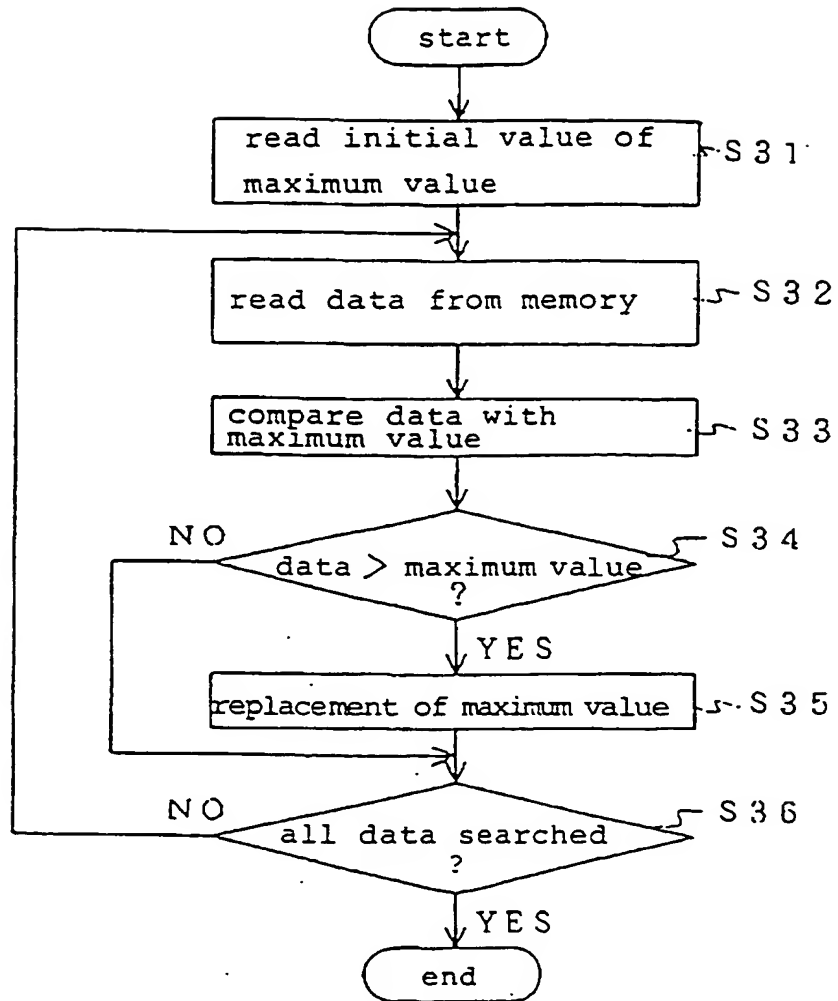 start
read initial value of
maximum value
S31
read data from memory
S32
compare data with
maximum value
S33
NO
S34
data > maximum value
?
YES
replacement of maximum value
S35
NO
S36
all data searched
?
YES
end